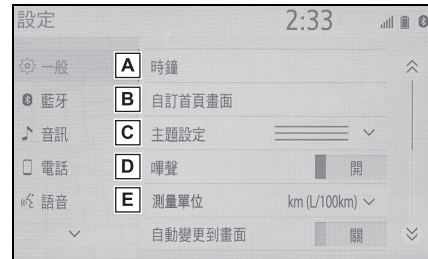 設定 2:33
一般 A 時鐘
藍牙 B 自訂首頁畫面
音訊 C 主題設定
電話 D 嗶聲 開
語音 E 測量單位 km (L/100km)
自動變更到畫面 關